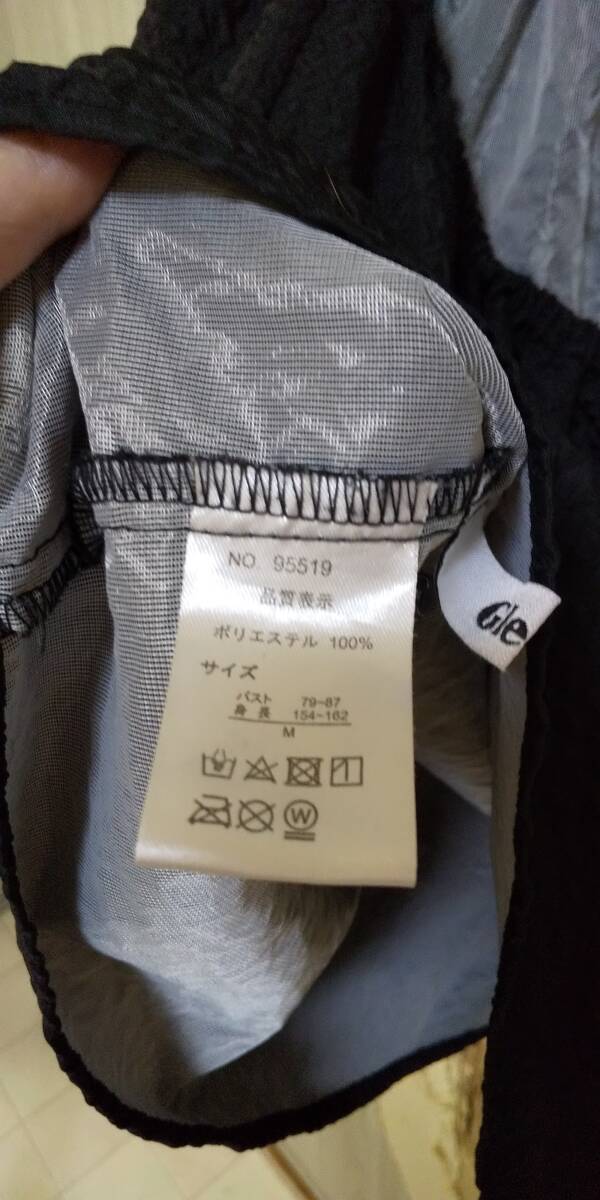 NO 95519
品質表示
ポリエステル 100%
サイズ
バスト 79~87
身長 154~162
M
W
Gle